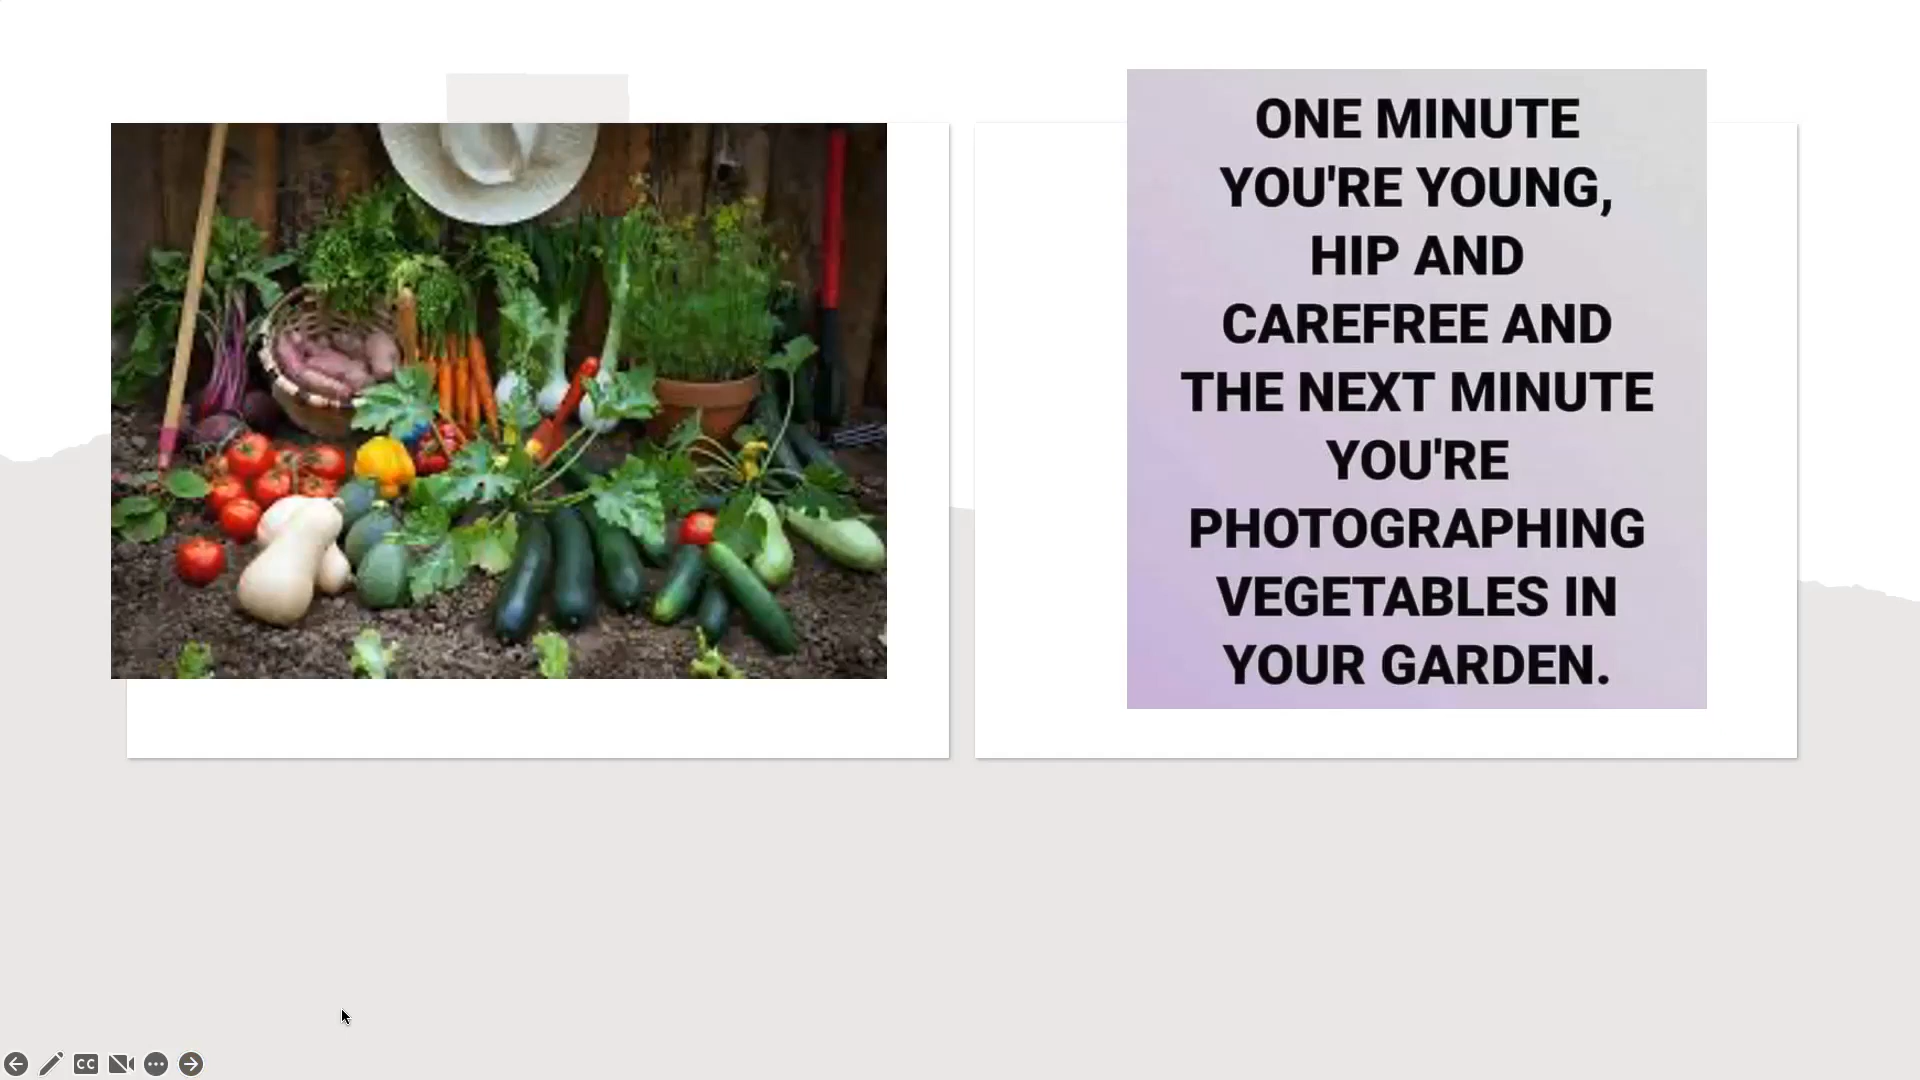 ONE MINUTE
YOU'RE YOUNG,
HIP AND
CAREFREE AND
THE NEXT MINUTE
YOU'RE
PHOTOGRAPHING
VEGETABLES IN
YOUR GARDEN.
CC